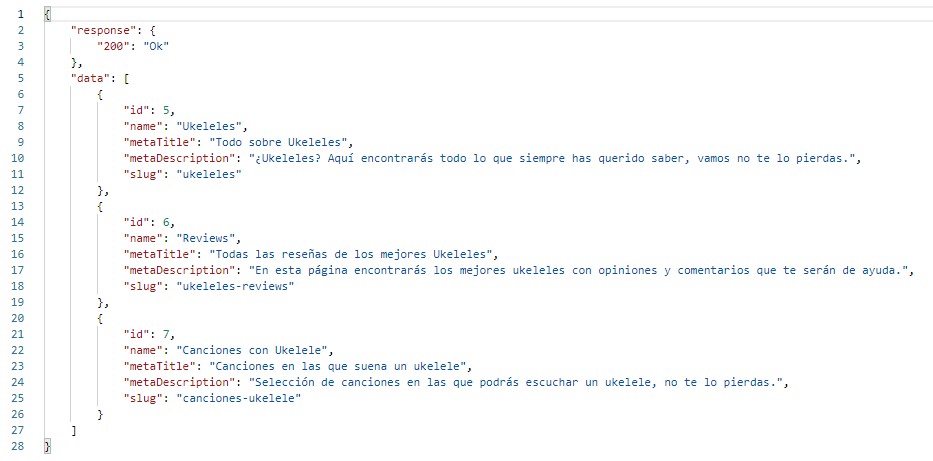 1 {
2     "response": {
3         "200": "Ok"
4     },
5     "data": [
6         {
7             "id": 5,
8             "name": "Ukeleles",
9             "metaTitle": "Todo sobre Ukeleles",
10             "metaDescription": "¿Ukeleles? Aquí encontrarás todo lo que siempre has querido saber, vamos no te lo pierdas.",
11             "slug": "ukeleles"
12         },
13         {
14             "id": 6,
15             "name": "Reviews",
16             "metaTitle": "Todas las reseñas de los mejores Ukeleles",
17             "metaDescription": "En esta página encontrarás los mejores ukeleles con opiniones y comentarios que te serán de ayuda.",
18             "slug": "ukeleles-reviews"
19         },
20         {
21             "id": 7,
22             "name": "Canciones con Ukelele",
23             "metaTitle": "Canciones en las que suena un ukelele",
24             "metaDescription": "Selección de canciones en las que podrás escuchar un ukelele, no te lo pierdas.",
25             "slug": "canciones-ukelele"
26         }
27     ]
28 }